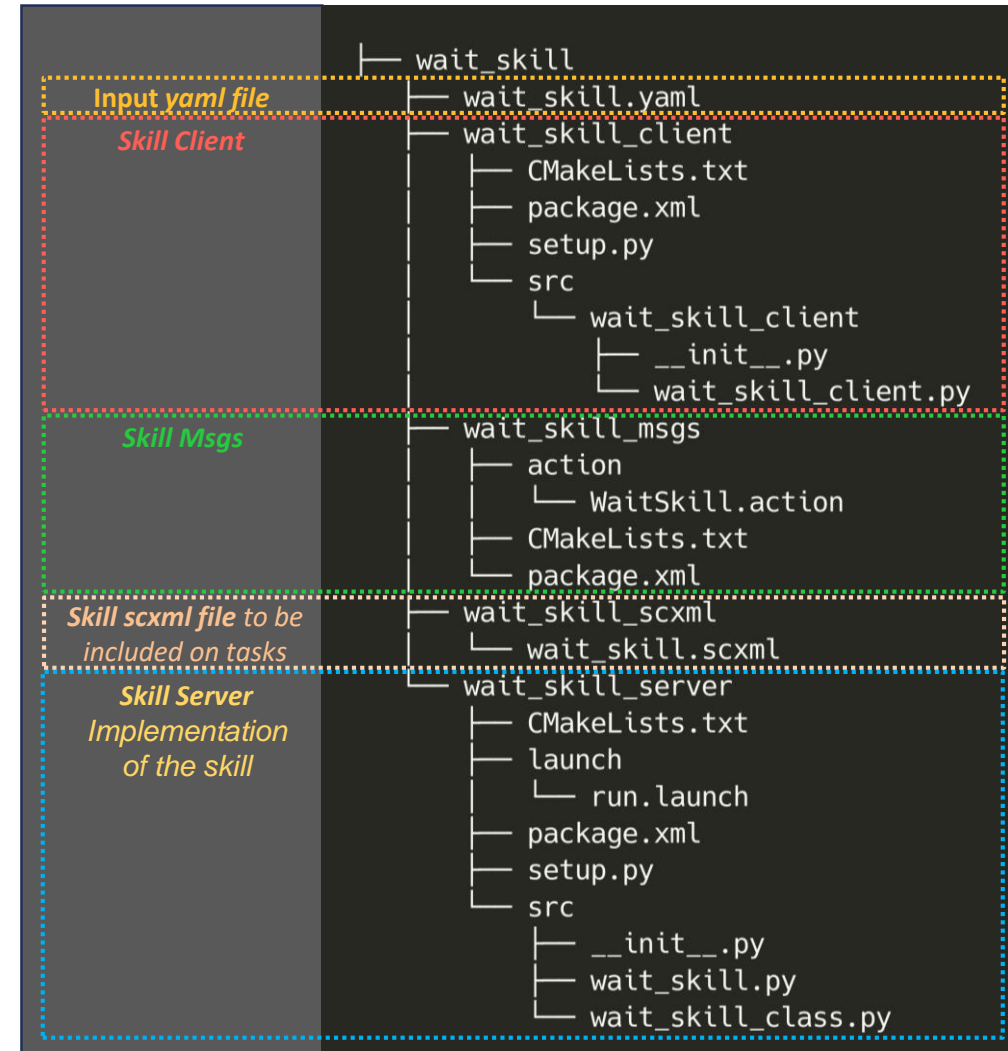 ├── wait_skill
Input yaml file
├── wait_skill.yaml
Skill Client
├── wait_skill_client
│   ├── CMakeLists.txt
│   ├── package.xml
│   ├── setup.py
│   └── src
│       └── wait_skill_client
│           ├── __init__.py
│           └── wait_skill_client.py
Skill Msgs
├── wait_skill_msgs
│   ├── action
│   │   └── WaitSkill.action
│   ├── CMakeLists.txt
│   └── package.xml
Skill scxml file to be
included on tasks
├── wait_skill_scxml
│   └── wait_skill.scxml
Skill Server
Implementation
of the skill
└── wait_skill_server
    ├── CMakeLists.txt
    ├── launch
    │   └── run.launch
    ├── package.xml
    ├── setup.py
    └── src
        ├── __init__.py
        ├── wait_skill.py
        └── wait_skill_class.py